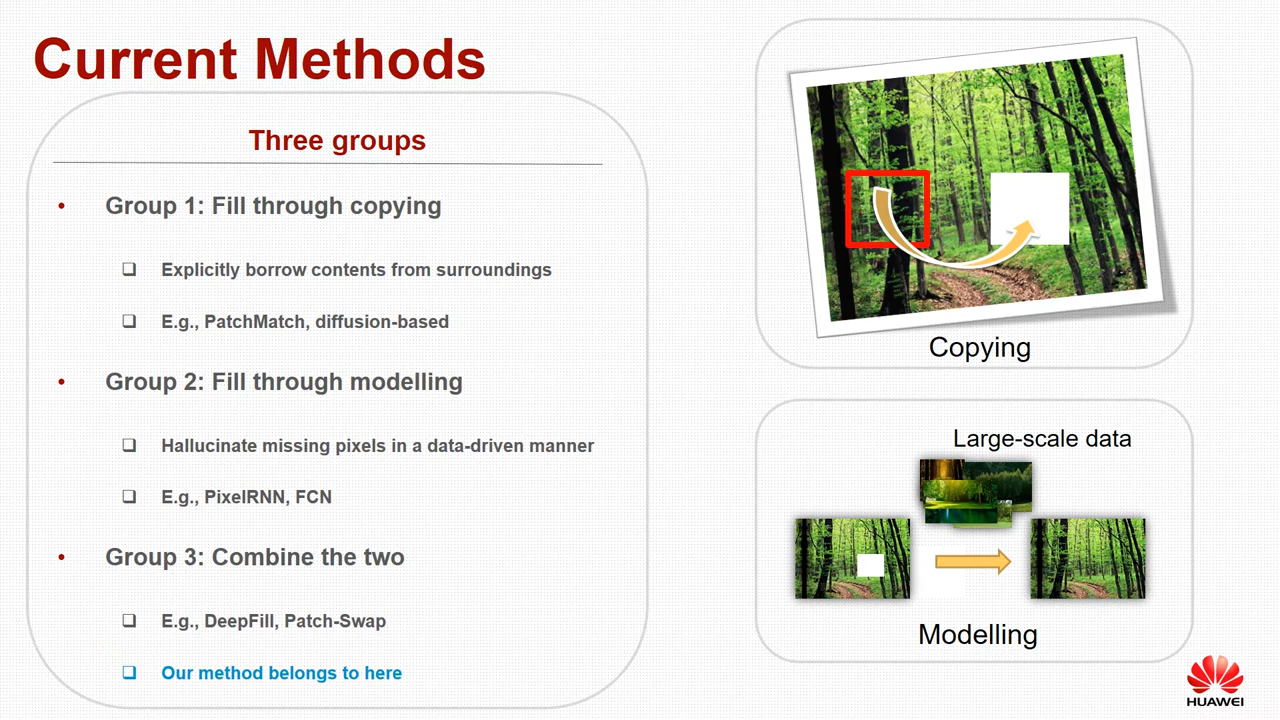 Current Methods
Three groups
• Group 1: Fill through copying
❑ Explicitly borrow contents from surroundings
❑ E.g., PatchMatch, diffusion-based
• Group 2: Fill through modelling
❑ Hallucinate missing pixels in a data-driven manner
❑ E.g., PixelRNN, FCN
• Group 3: Combine the two
❑ E.g., DeepFill, Patch-Swap
❑ Our method belongs to here
Copying
Large-scale data
Modelling
HUAWEI